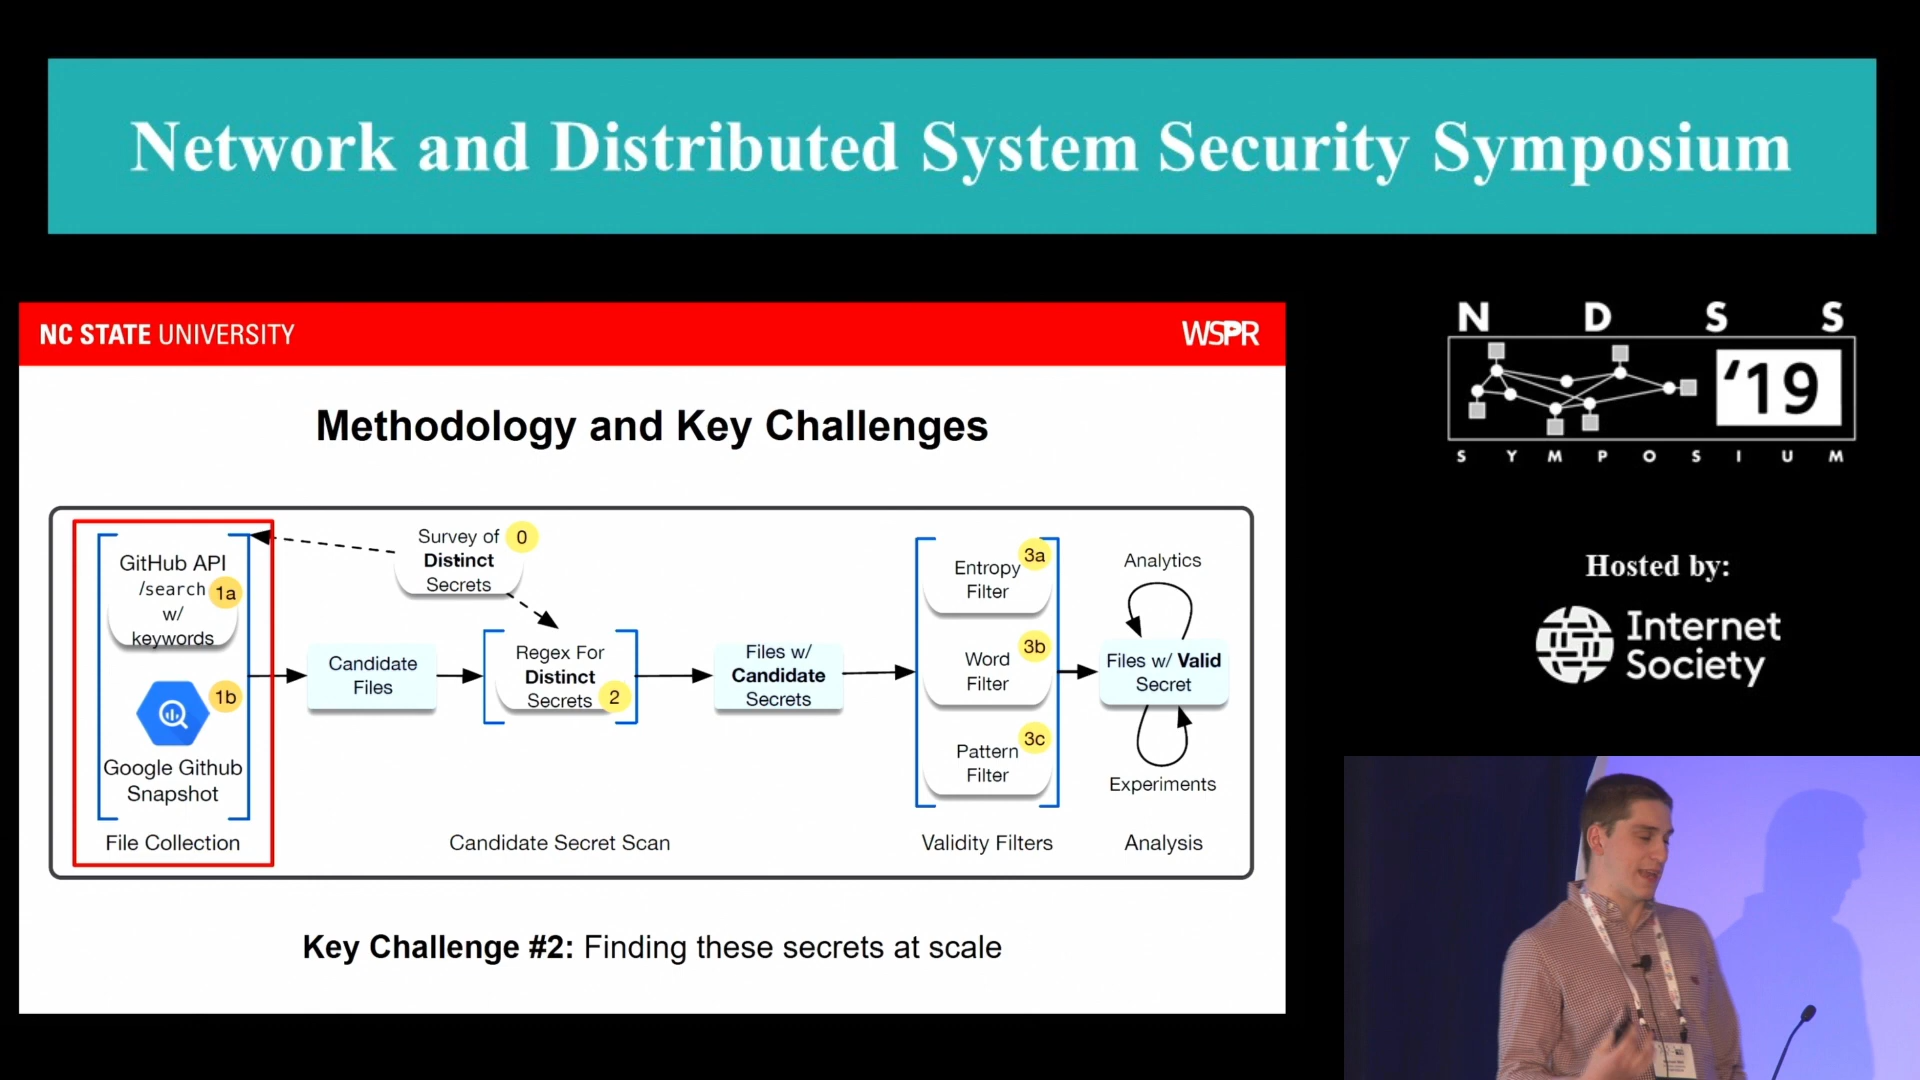 Network and Distributed System Security Symposium
NC STATE UNIVERSITY
WSPR
Methodology and Key Challenges
GitHub API
/search
w/
keywords
1a
1b
Google Github
Snapshot
File Collection
Survey of
Distinct
Secrets
0
Candidate
Files
Regex For
Distinct
Secrets
2
Candidate Secret Scan
Files w/
Candidate
Secrets
Entropy
Filter
3a
Word
Filter
3b
Pattern
Filter
3c
Validity Filters
Analytics
Files w/ Valid
Secret
Experiments
Analysis
Key Challenge #2: Finding these secrets at scale
N D S S
'19
S Y M P O S I U M
Hosted by:
Internet
Society